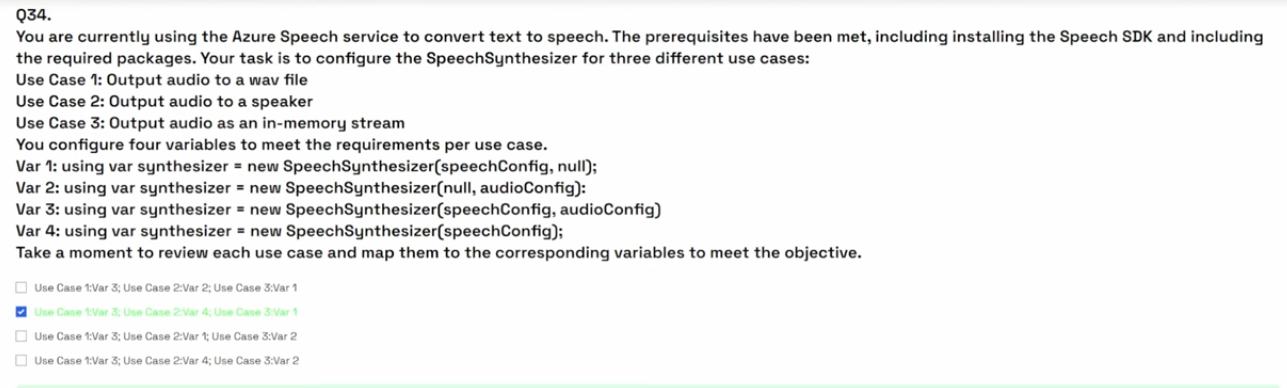 Q34.
You are currently using the Azure Speech service to convert text to speech. The prerequisites have been met, including installing the Speech SDK and including
the required packages. Your task is to configure the SpeechSynthesizer for three different use cases:
Use Case 1: Output audio to a wav file
Use Case 2: Output audio to a speaker
Use Case 3: Output audio as an in-memory stream
You configure four variables to meet the requirements per use case.
Var 1: using var synthesizer = new SpeechSynthesizer(speechConfig, null);
Var 2: using var synthesizer = new SpeechSynthesizer(null, audioConfig):
Var 3: using var synthesizer = new SpeechSynthesizer(speechConfig, audioConfig)
Var 4: using var synthesizer = new SpeechSynthesizer(speechConfig);
Take a moment to review each use case and map them to the corresponding variables to meet the objective.
Use Case 1:Var 3; Use Case 2:Var 2; Use Case 3:Var 1
Use Case 1:Var 3; Use Case 2:Var 4; Use Case 3:Var 1
Use Case 1:Var 3; Use Case 2:Var 1; Use Case 3:Var 2
Use Case 1:Var 3; Use Case 2:Var 4; Use Case 3:Var 2